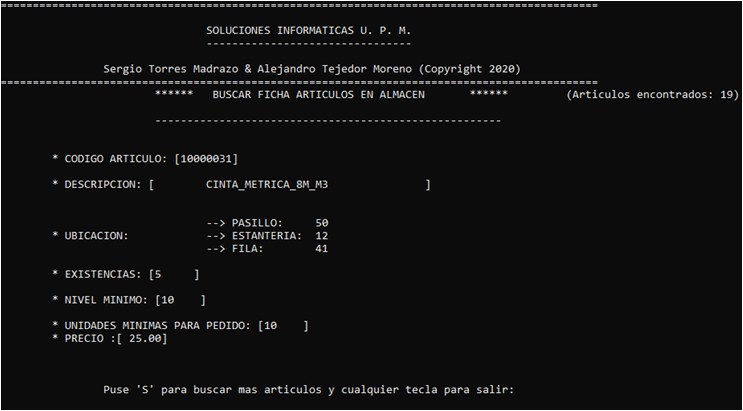 ==============================================================================================
SOLUCIONES INFORMATICAS U. P. M.
--------------------------------
Sergio Torres Madrazo & Alejandro Tejedor Moreno (Copyright 2020)
==============================================================================================
****** BUSCAR FICHA ARTICULOS EN ALMACEN ****** (Articulos encontrados: 19)
------------------------------------------------------
* CODIGO ARTICULO: [10000031]
* DESCRIPCION: [ CINTA_METRICA_8M_M3 ]
--> PASILLO: 50
* UBICACION: --> ESTANTERIA: 12
--> FILA: 41
* EXISTENCIAS: [5 ]
* NIVEL MINIMO: [10 ]
* UNIDADES MINIMAS PARA PEDIDO: [10 ]
* PRECIO :[ 25.00]
Puse 'S' para buscar mas articulos y cualquier tecla para salir: